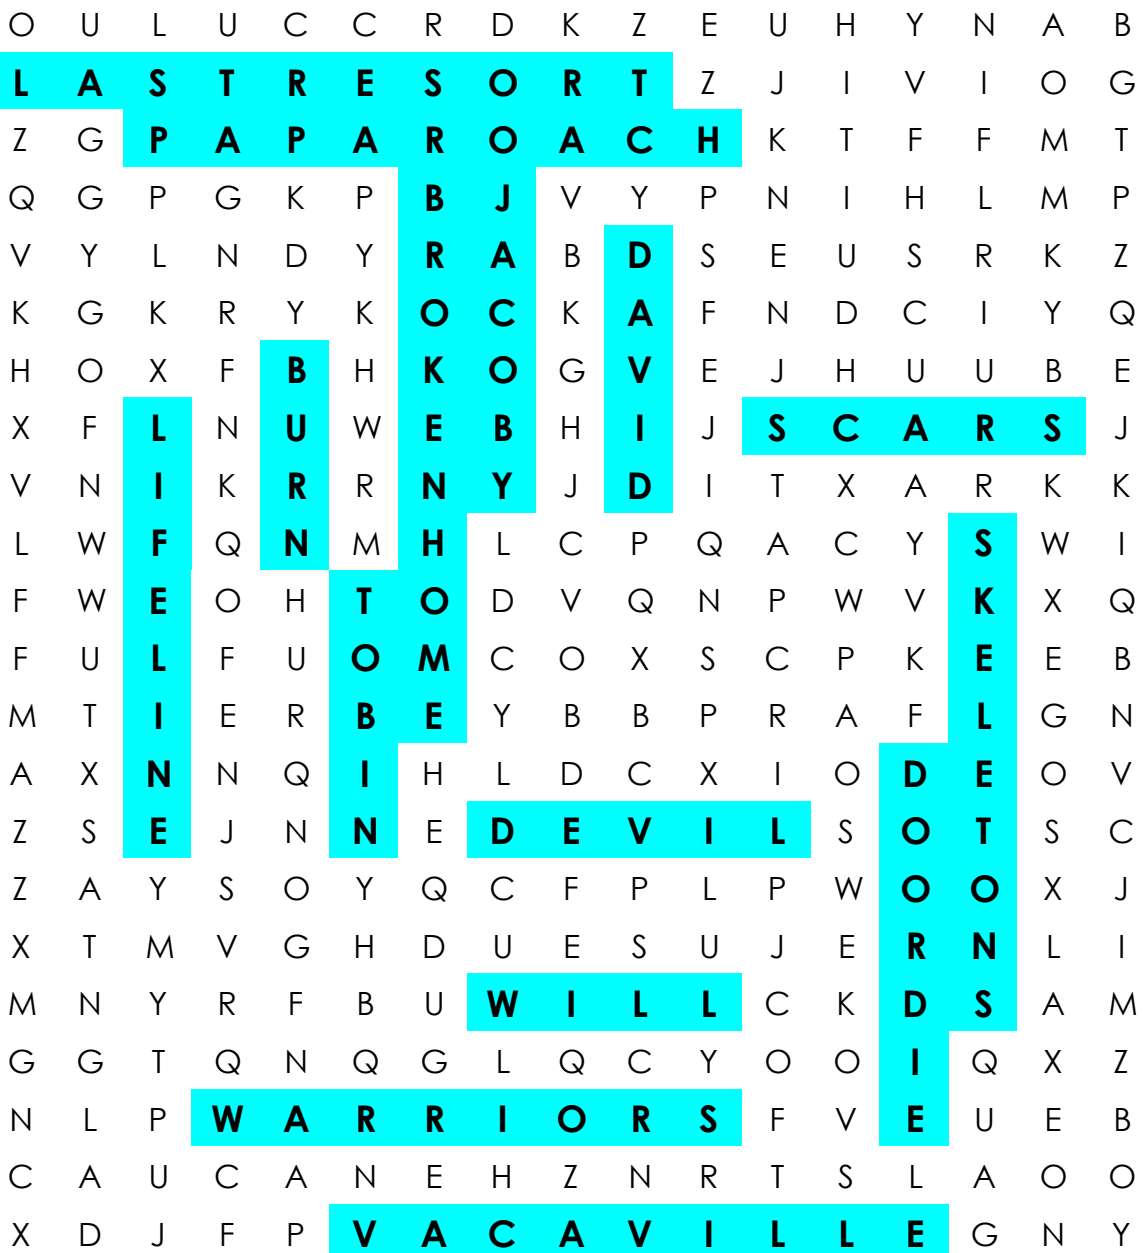 O U L U C C R D K Z E U H Y N A B
L A S T R E S O R T Z J I V I O G
Z G P A P A R O A C H K T F F M T
Q G P G K P B J V Y P N I H L M P
V Y L N D Y R A B D S E U S R K Z
K G K R Y K O C K A F N D C I Y Q
H O X F B H K O G V E J H U U B E
X F L N U W E B H I J S C A R S J
V N I K R R N Y J D I T X A R K K
L W F Q N M H L C P Q A C Y S W I
F W E O H T O D V Q N P W V K X Q
F U L F U O M C O X S C P K E E B
M T I E R B E Y B B P R A F L G N
A X N N Q I H L D C X I O D E O V
Z S E J N N E D E V I L S O T S C
Z A Y S O Y Q C F P L P W O O X J
X T M V G H D U E S U J E R N L I
M N Y R F B U W I L L C K D S A M
G G T Q N Q G L Q C Y O O I Q X Z
N L P W A R R I O R S F V E U E B
C A U C A N E H Z N R T S L A O O
X D J F P V A C A V I L L E G N Y